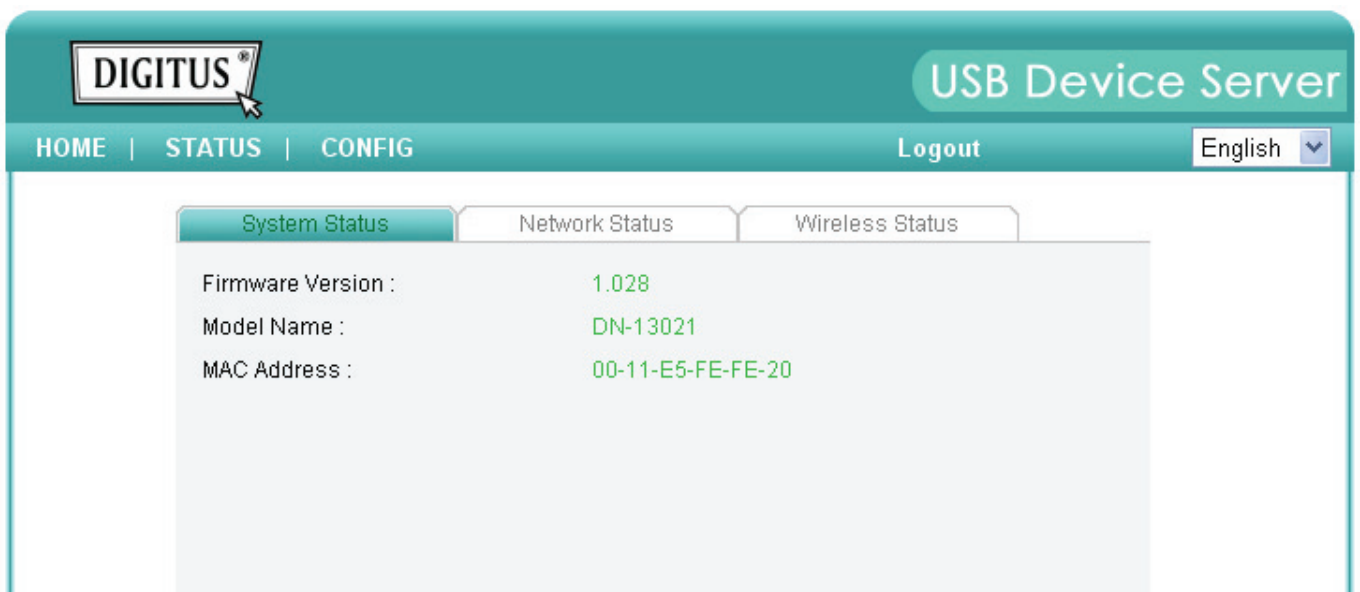 DIGITUS®
USB Device Server
HOME | STATUS | CONFIG Logout English
System Status Network Status Wireless Status
Firmware Version : 1.028
Model Name : DN-13021
MAC Address : 00-11-E5-FE-FE-20